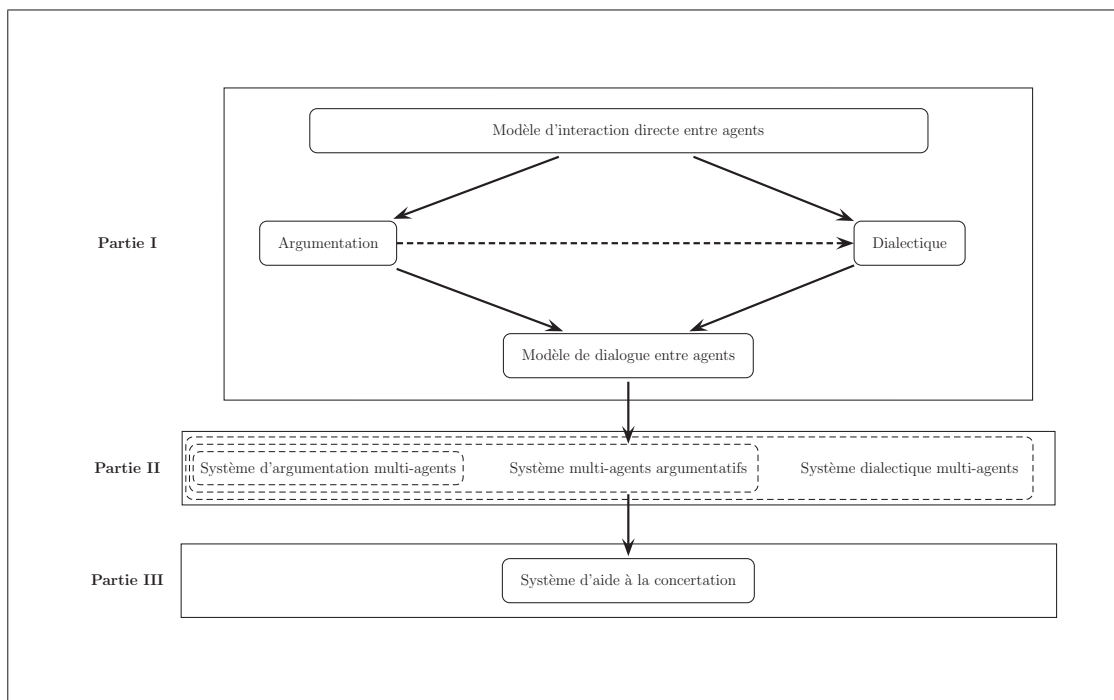 Modèle d'interaction directe entre agents
Partie I
Argumentation
Dialectique
Modèle de dialogue entre agents
Partie II
Système d'argumentation multi-agents
Système multi-agents argumentatifs
Système dialectique multi-agents
Partie III
Système d'aide à la concertation